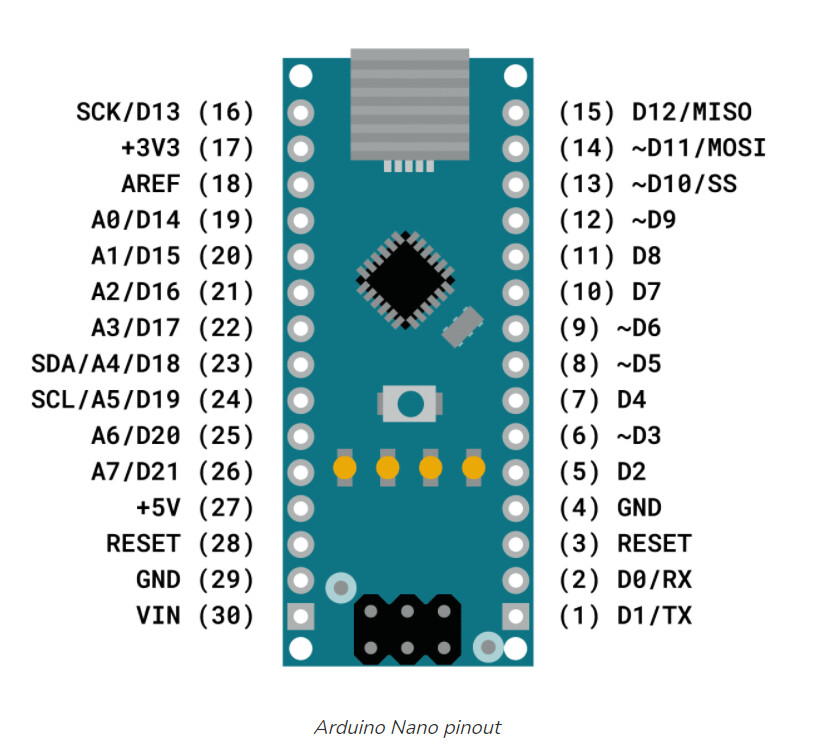 SCK/D13 (16) (15) D12/MISO
+3V3 (17) (14) ~D11/MOSI
AREF (18) (13) ~D10/SS
A0/D14 (19) (12) ~D9
A1/D15 (20) (11) D8
A2/D16 (21) (10) D7
A3/D17 (22) (9) ~D6
SDA/A4/D18 (23) (8) ~D5
SCL/A5/D19 (24) (7) D4
A6/D20 (25) (6) ~D3
A7/D21 (26) (5) D2
+5V (27) (4) GND
RESET (28) (3) RESET
GND (29) (2) D0/RX
VIN (30) (1) D1/TX
Arduino Nano pinout